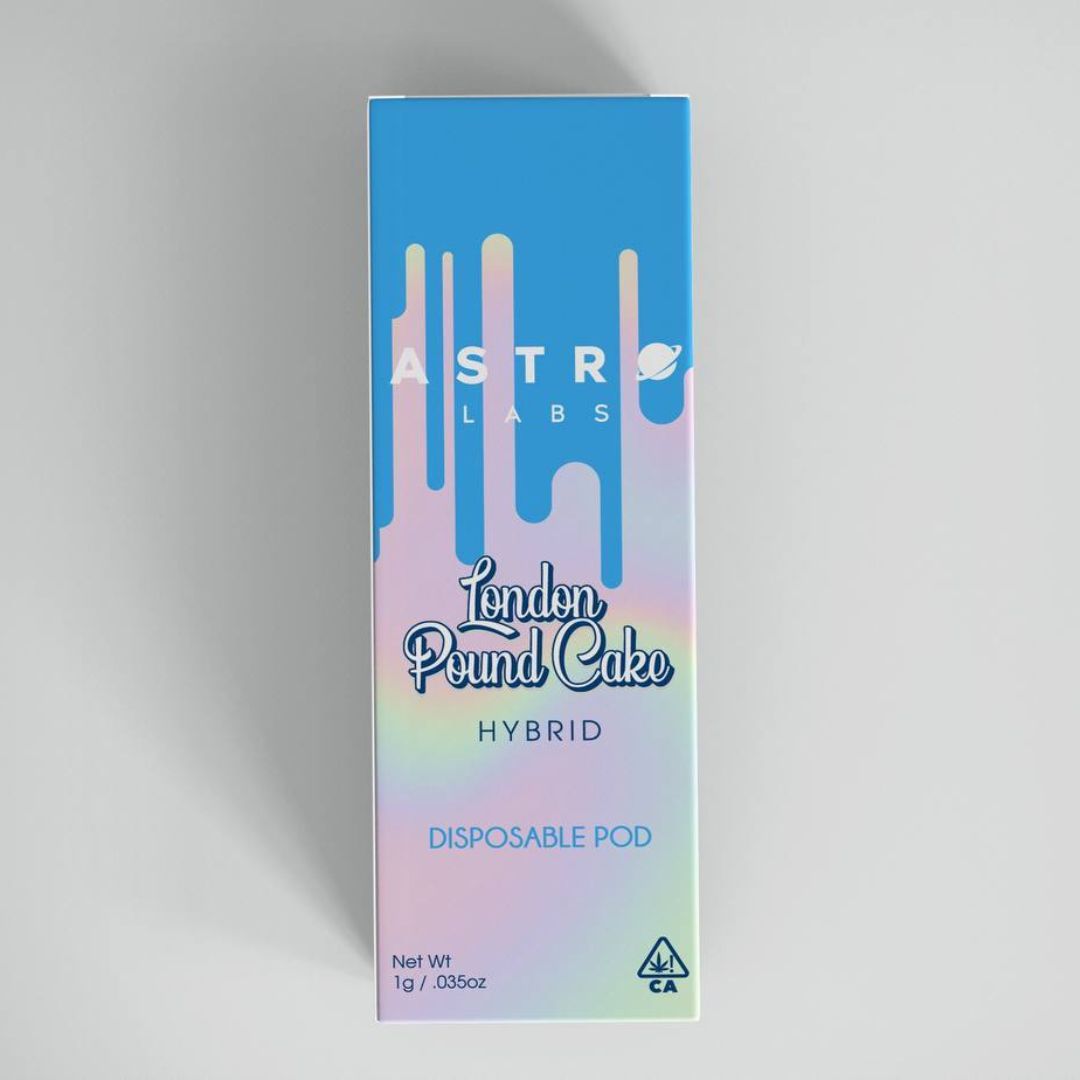 ASTRO
LABS
London
Pound Cake
HYBRID
DISPOSABLE POD
Net Wt
1g / .035oz
!
CA